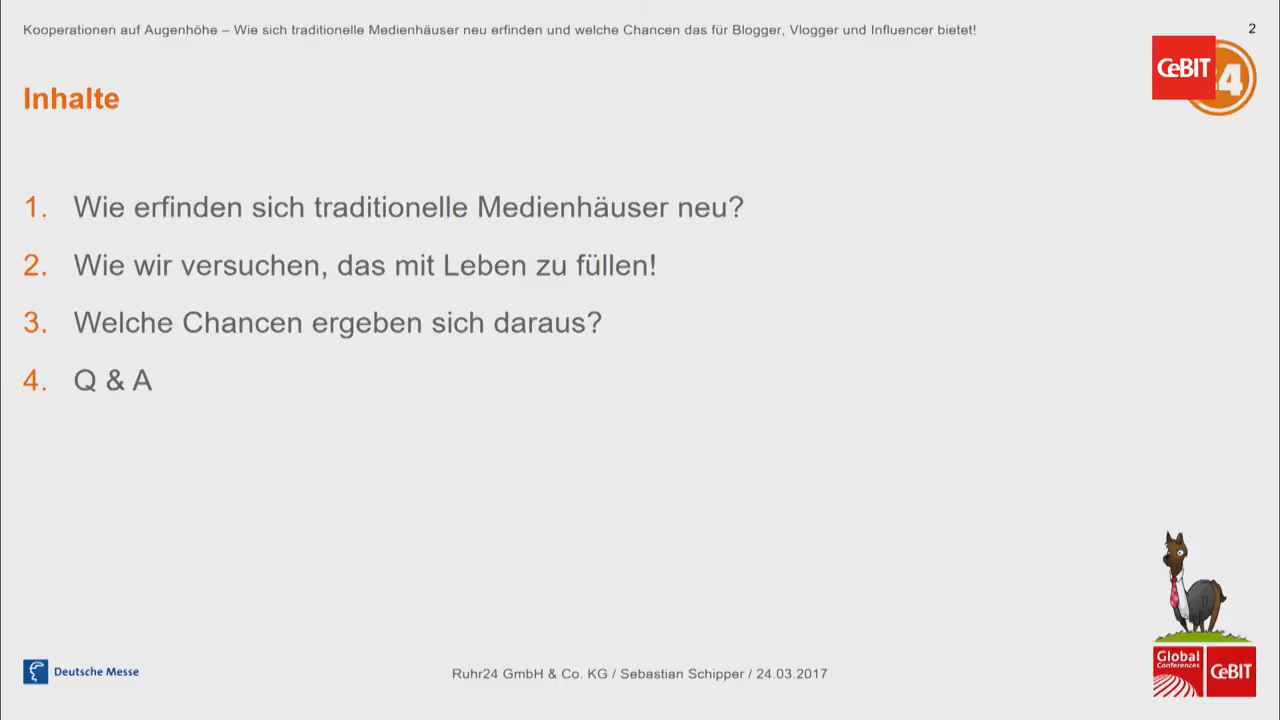 Kooperationen auf Augenhöhe – Wie sich traditionelle Medienhäuser neu erfinden und welche Chancen das für Blogger, Vlogger und Influencer bietet!
2
CeBIT
4
Inhalte
1. Wie erfinden sich traditionelle Medienhäuser neu?
2. Wie wir versuchen, das mit Leben zu füllen!
3. Welche Chancen ergeben sich daraus?
4. Q & A
Deutsche Messe
Ruhr24 GmbH & Co. KG / Sebastian Schipper / 24.03.2017
Global
Conferences
CeBIT